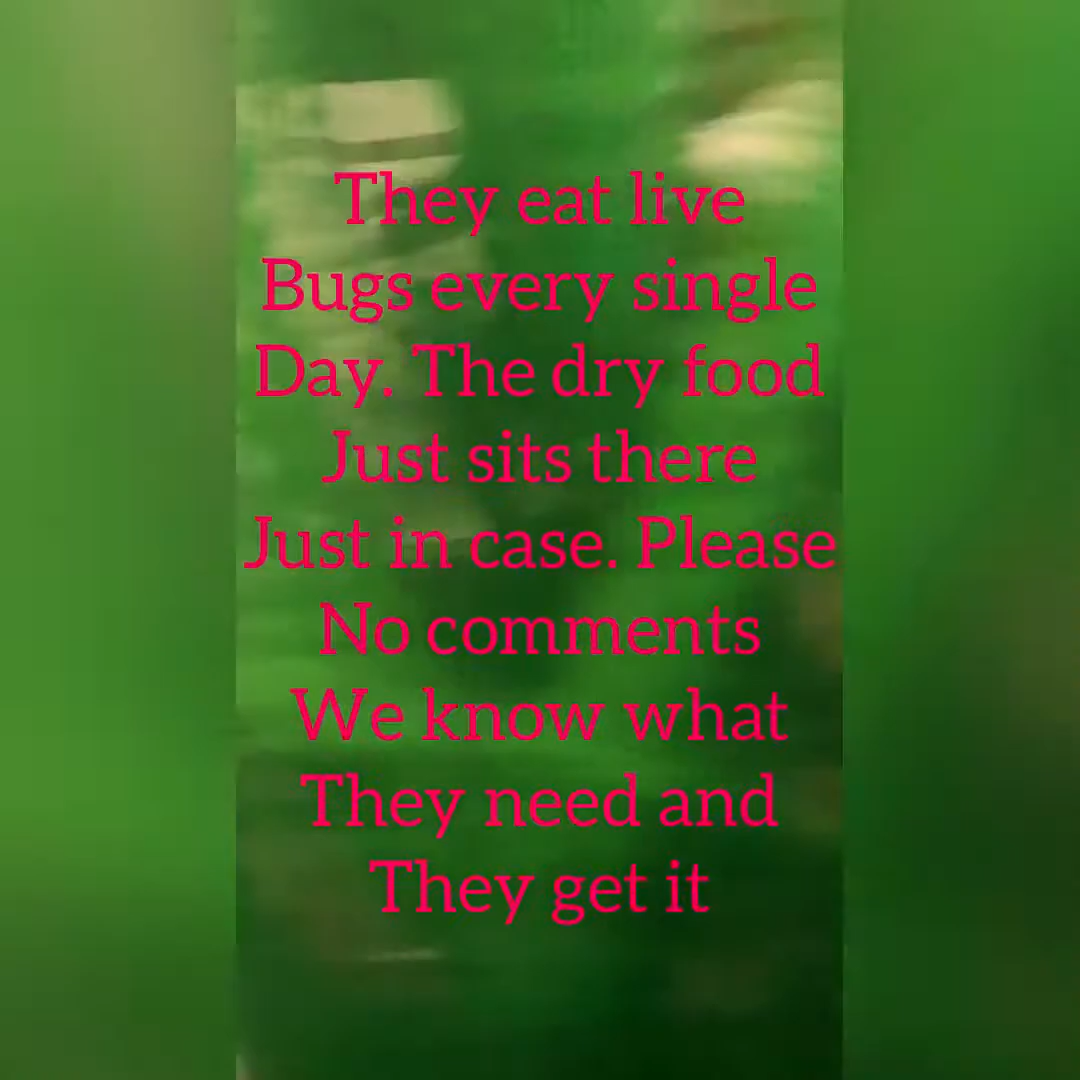 They eat live
Bugs every single
Day. The dry food
Just sits there
Just in case. Please
No comments
We know what
They need and
They get it